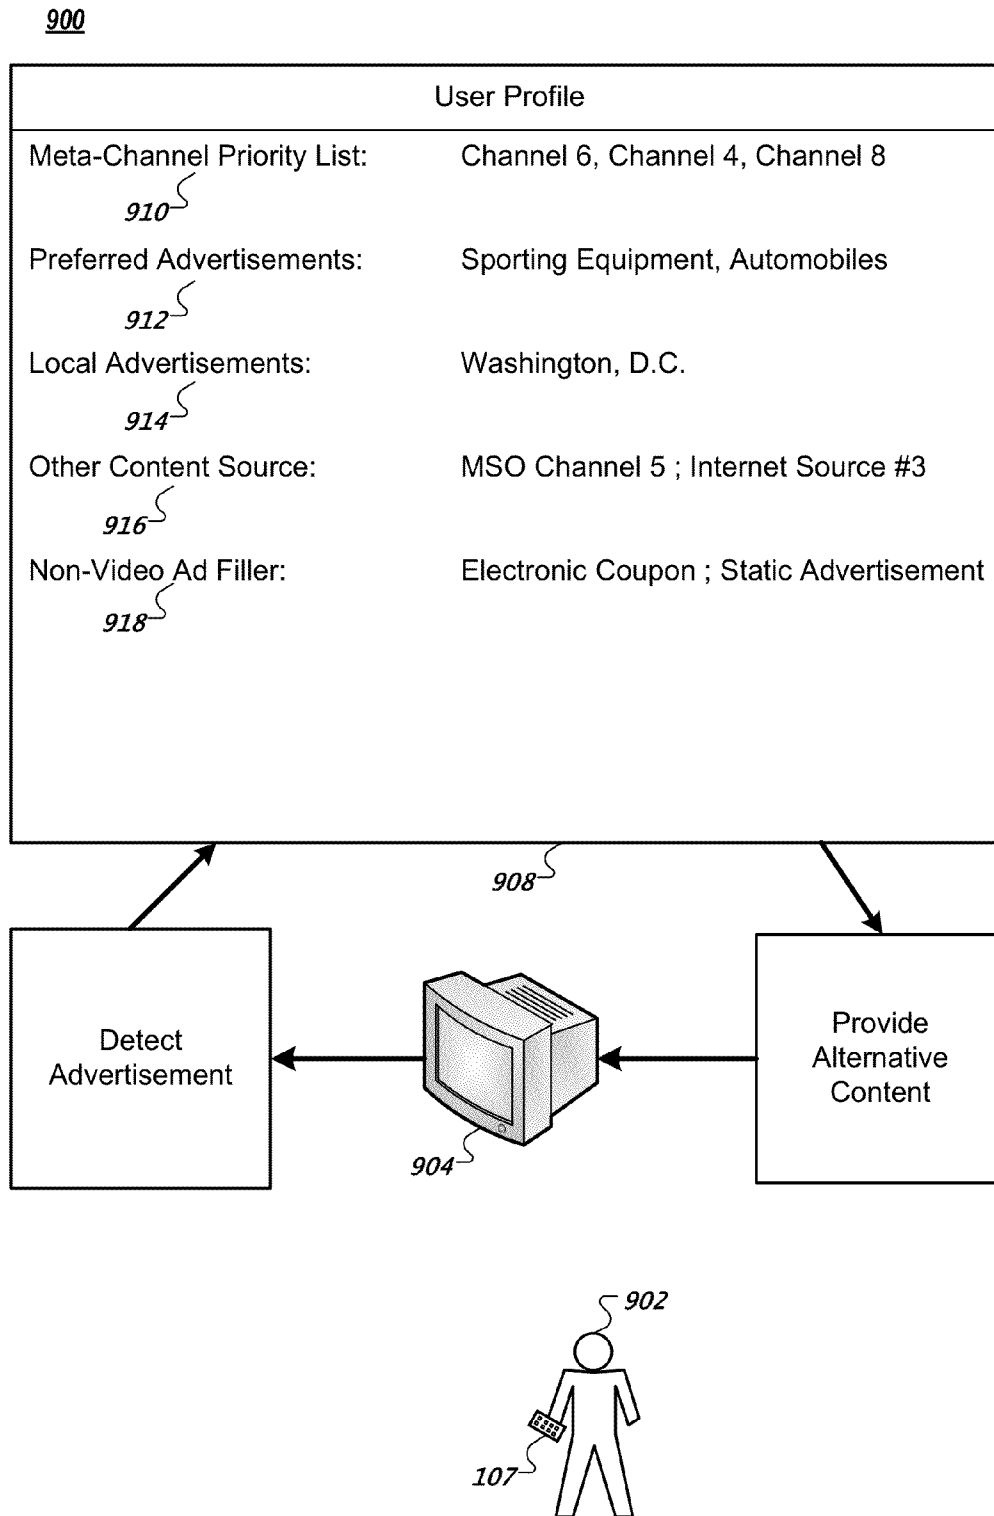 900
User Profile
Meta-Channel Priority List: Channel 6, Channel 4, Channel 8
910
Preferred Advertisements: Sporting Equipment, Automobiles
912
Local Advertisements: Washington, D.C.
914
Other Content Source: MSO Channel 5 ; Internet Source #3
916
Non-Video Ad Filler: Electronic Coupon ; Static Advertisement
918
908
Detect
Advertisement
904
Provide
Alternative
Content
902
107